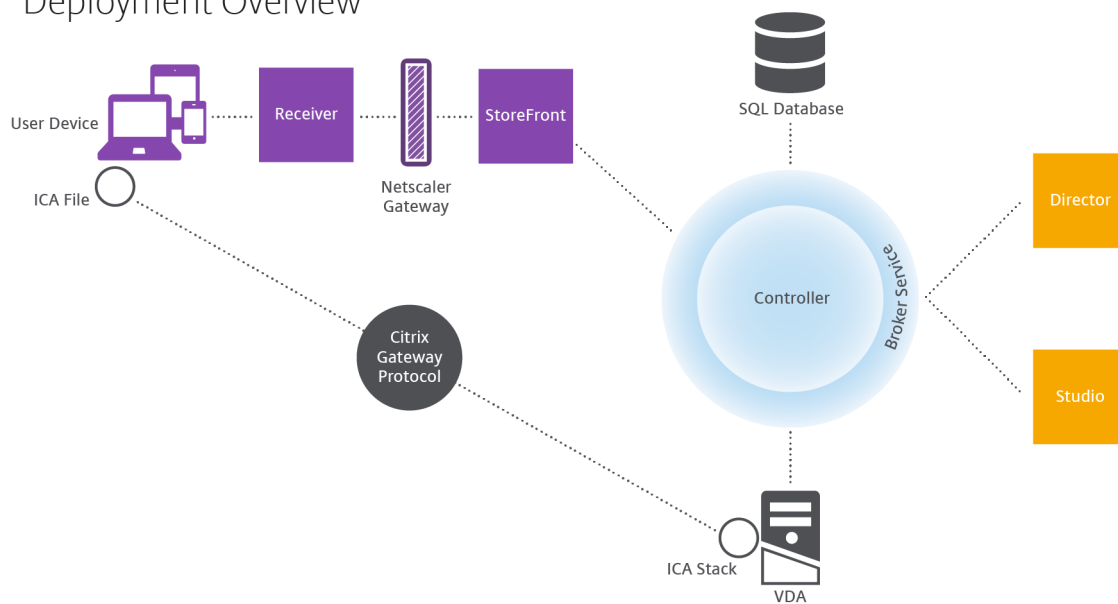 Deployment Overview
SQL Database
User Device
Receiver
StoreFront
ICA File
Netscaler
Gateway
Director
Broker Service
Controller
Citrix
Gateway
Protocol
Studio
ICA Stack
VDA